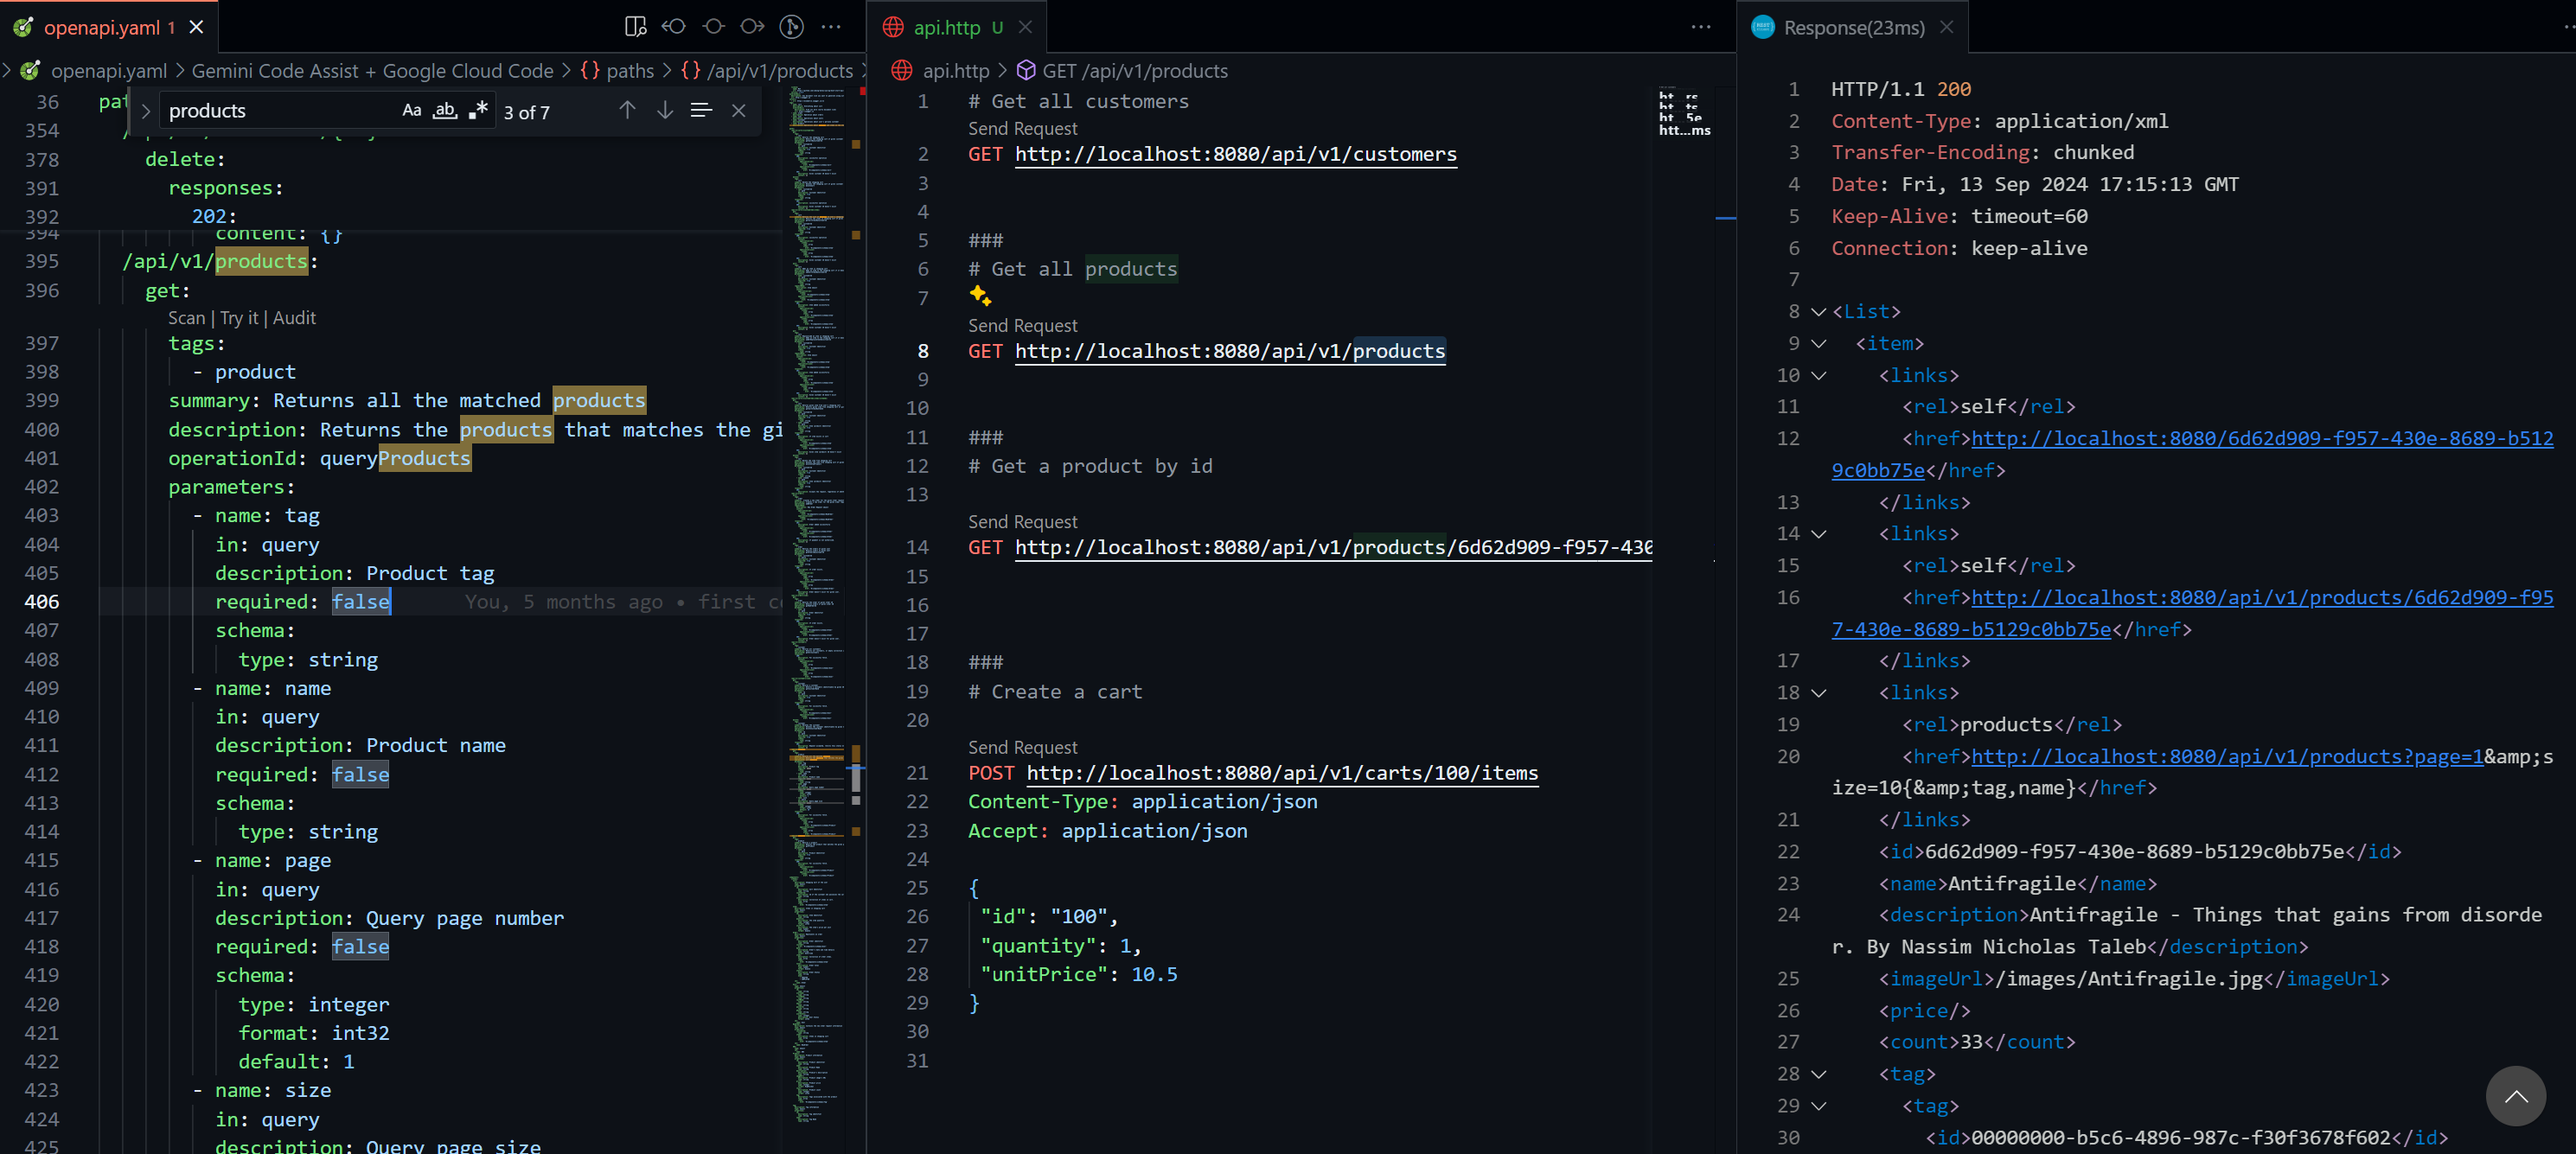 openapi.yaml 1
openapi.yaml > Gemini Code Assist + Google Cloud Code > {} paths > {} /api/v1/products
products Aa ab 3 of 7
36
354
378 delete:
391 responses:
392 202:
394 content: {}
395 /api/v1/products:
396 get:
Scan | Try it | Audit
397 tags:
398 - product
399 summary: Returns all the matched products
400 description: Returns the products that matches the gi
401 operationId: queryProducts
402 parameters:
403 - name: tag
404 in: query
405 description: Product tag
406 required: false You, 5 months ago • first c
407 schema:
408 type: string
409 - name: name
410 in: query
411 description: Product name
412 required: false
413 schema:
414 type: string
415 - name: page
416 in: query
417 description: Query page number
418 required: false
419 schema:
420 type: integer
421 format: int32
422 default: 1
423 - name: size
424 in: query
425 description: Query page size
api.http U
api.http > GET /api/v1/products
1 # Get all customers
Send Request
2 GET http://localhost:8080/api/v1/customers
3
4
5 ###
6 # Get all products
7
Send Request
8 GET http://localhost:8080/api/v1/products
9
10
11 ###
12 # Get a product by id
13
Send Request
14 GET http://localhost:8080/api/v1/products/6d62d909-f957-430
15
16
17
18 ###
19 # Create a cart
20
Send Request
21 POST http://localhost:8080/api/v1/carts/100/items
22 Content-Type: application/json
23 Accept: application/json
24
25 {
26 "id": "100",
27 "quantity": 1,
28 "unitPrice": 10.5
29 }
30
31
Response(23ms)
1 HTTP/1.1 200
2 Content-Type: application/xml
3 Transfer-Encoding: chunked
4 Date: Fri, 13 Sep 2024 17:15:13 GMT
5 Keep-Alive: timeout=60
6 Connection: keep-alive
7
8 <List>
9 <item>
10 <links>
11 <rel>self</rel>
12 <href>http://localhost:8080/6d62d909-f957-430e-8689-b512
9c0bb75e</href>
13 </links>
14 <links>
15 <rel>self</rel>
16 <href>http://localhost:8080/api/v1/products/6d62d909-f95
7-430e-8689-b5129c0bb75e</href>
17 </links>
18 <links>
19 <rel>products</rel>
20 <href>http://localhost:8080/api/v1/products?page=1&amp;s
ize=10{&amp;tag,name}</href>
21 </links>
22 <id>6d62d909-f957-430e-8689-b5129c0bb75e</id>
23 <name>Antifragile</name>
24 <description>Antifragile - Things that gains from disorde
r. By Nassim Nicholas Taleb</description>
25 <imageUrl>/images/Antifragile.jpg</imageUrl>
26 <price/>
27 <count>33</count>
28 <tag>
29 <tag>
30 <id>00000000-b5c6-4896-987c-f30f3678f602</id>